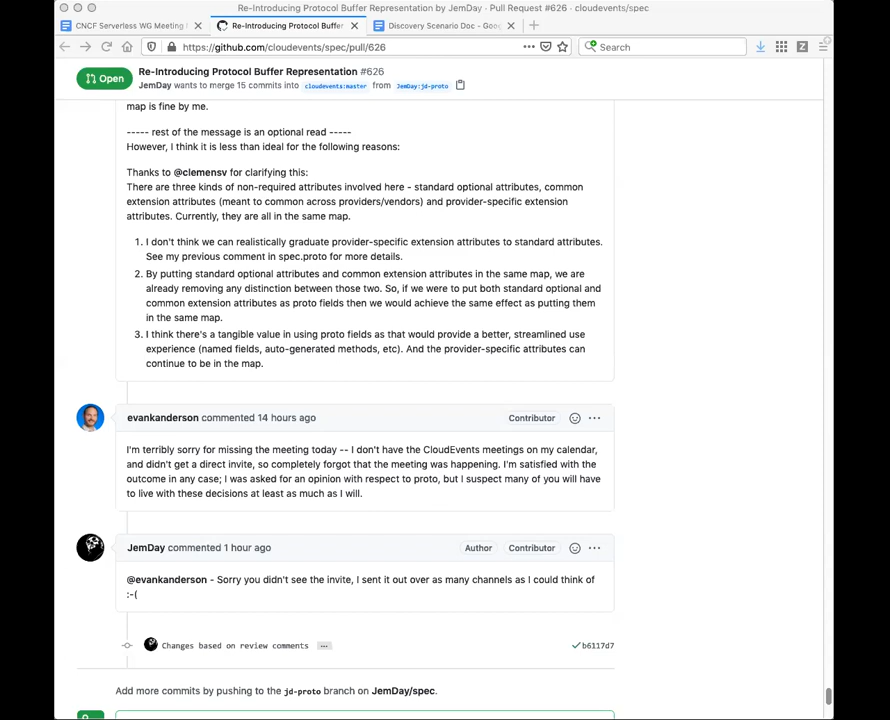 Re-Introducing Protocol Buffer Representation by JemDay · Pull Request #626 · cloudevents/spec
CNCF Serverless WG Meeting
Re-Introducing Protocol Buffer
Discovery Scenario Doc - Goo
https://github.com/cloudevents/spec/pull/626
Search
Open
Re-Introducing Protocol Buffer Representation #626
JemDay wants to merge 15 commits into cloudevents:master from JemDay:jd-proto
map is fine by me.
----- rest of the message is an optional read -----
However, I think it is less than ideal for the following reasons:
Thanks to @clemensv for clarifying this:
There are three kinds of non-required attributes involved here - standard optional attributes, common
extension attributes (meant to common across providers/vendors) and provider-specific extension
attributes. Currently, they are all in the same map.
1. I don't think we can realistically graduate provider-specific extension attributes to standard attributes.
See my previous comment in spec.proto for more details.
2. By putting standard optional attributes and common extension attributes in the same map, we are
already removing any distinction between those two. So, if we were to put both standard optional and
common extension attributes as proto fields then we would achieve the same effect as putting them
in the same map.
3. I think there's a tangible value in using proto fields as that would provide a better, streamlined use
experience (named fields, auto-generated methods, etc). And the provider-specific attributes can
continue to be in the map.
evankanderson commented 14 hours ago
Contributor
I'm terribly sorry for missing the meeting today -- I don't have the CloudEvents meetings on my calendar,
and didn't get a direct invite, so completely forgot that the meeting was happening. I'm satisfied with the
outcome in any case; I was asked for an opinion with respect to proto, but I suspect many of you will have
to live with these decisions at least as much as I will.
JemDay commented 1 hour ago
Author
Contributor
@evankanderson - Sorry you didn't see the invite, I sent it out over as many channels as I could think of
:-(
Changes based on review comments ...
b6117d7
Add more commits by pushing to the jd-proto branch on JemDay/spec.